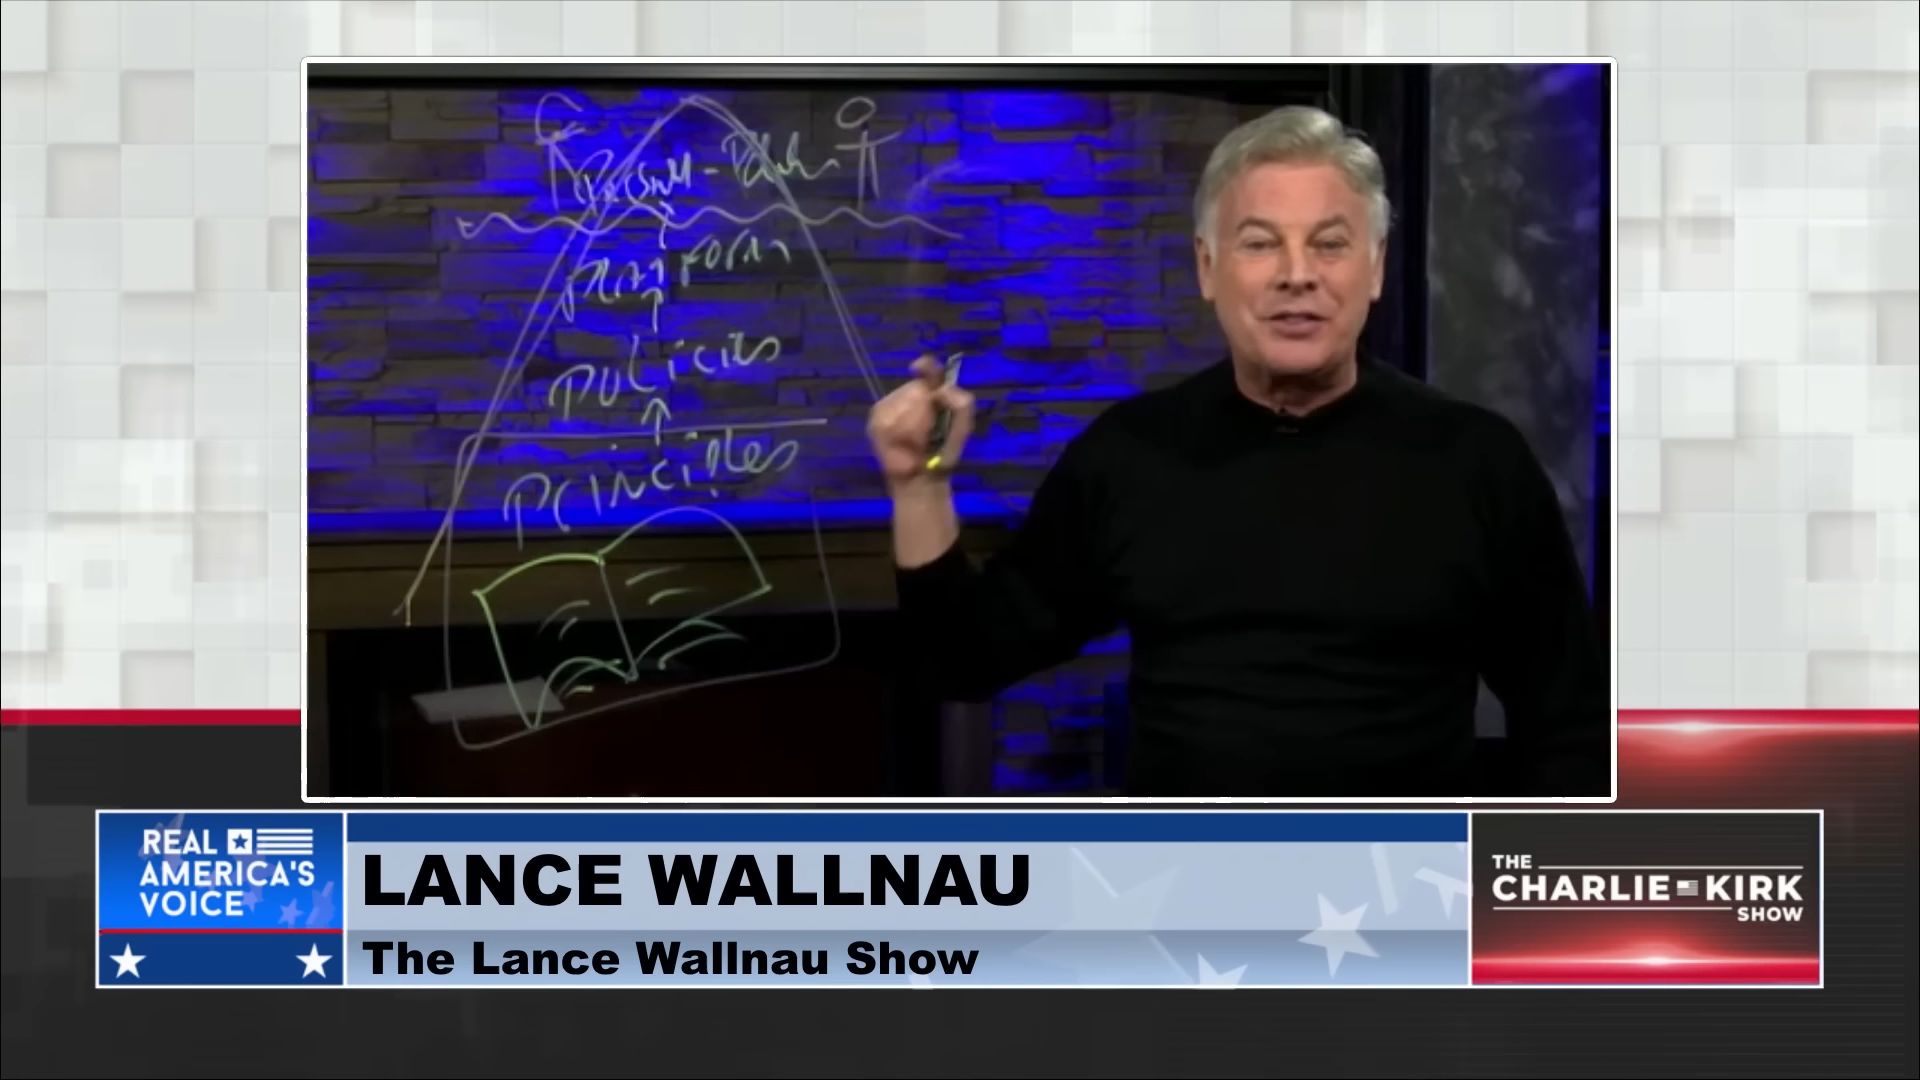 Platform
Policies
Principles
REAL
AMERICA'S
VOICE
LANCE WALLNAU
The Lance Wallnau Show
THE
CHARLIE KIRK
SHOW